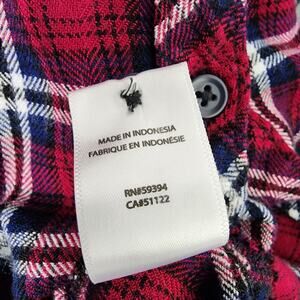 MADE IN INDONESIA
FABRIQUE EN INDONÉSIE
RN#59394
CA#51122